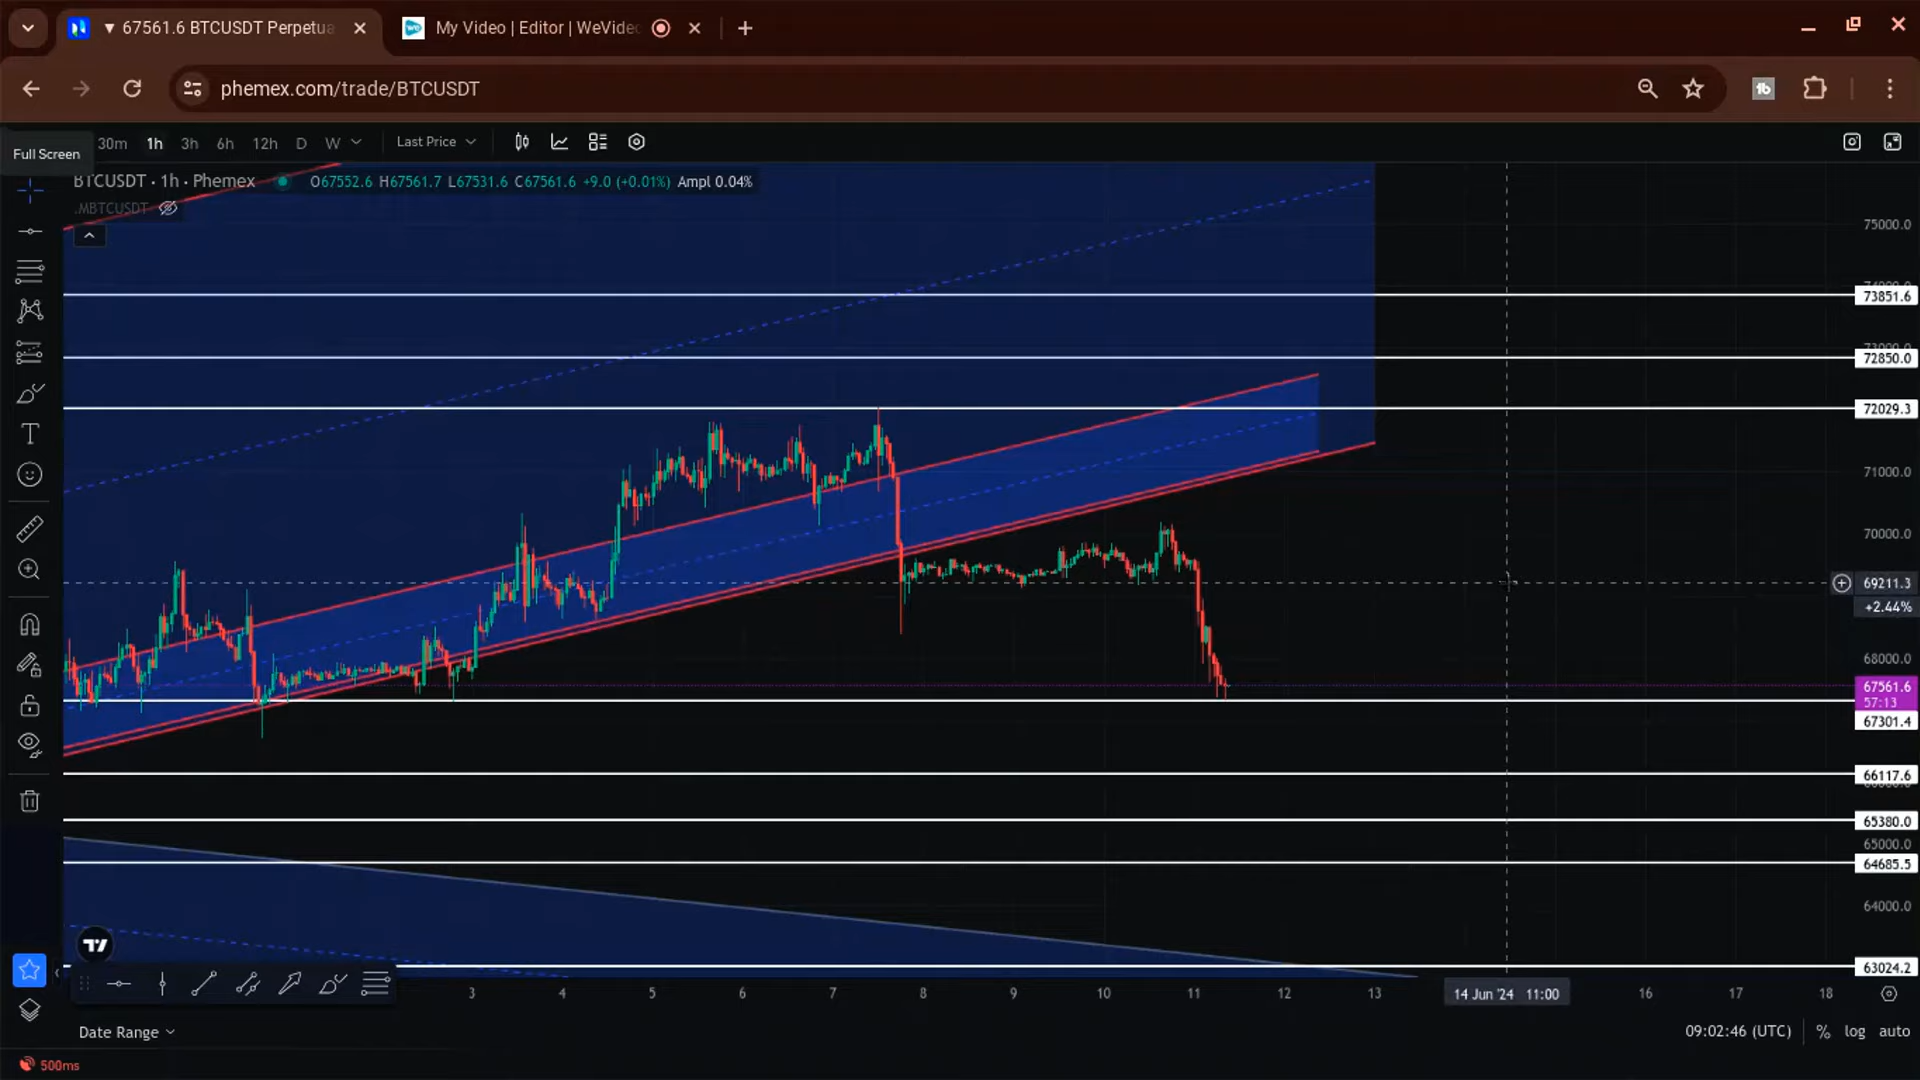 ▼ 67561.6 BTCUSDT Perpetua
My Video | Editor | WeVide
phemex.com/trade/BTCUSDT
Full Screen
30m 1h 3h 6h 12h D W Last Price
BTCUSDT · 1h · Phemex O67552.6 H67561.7 L67531.6 C67561.6 +9.0 (+0.01%) Ampl 0.04%
.MBTCUSDT
75000.0
73851.6
72850.0
72029.3
71000.0
70000.0
69211.3
+2.44%
68000.0
67561.6
57:13
67301.4
66117.6
65380.0
65000.0
64685.5
64000.0
63024.2
3 4 5 6 7 8 9 10 11 12 13 14 Jun '24 11:00 16 17 18
Date Range 09:02:46 (UTC) % log auto
500ms